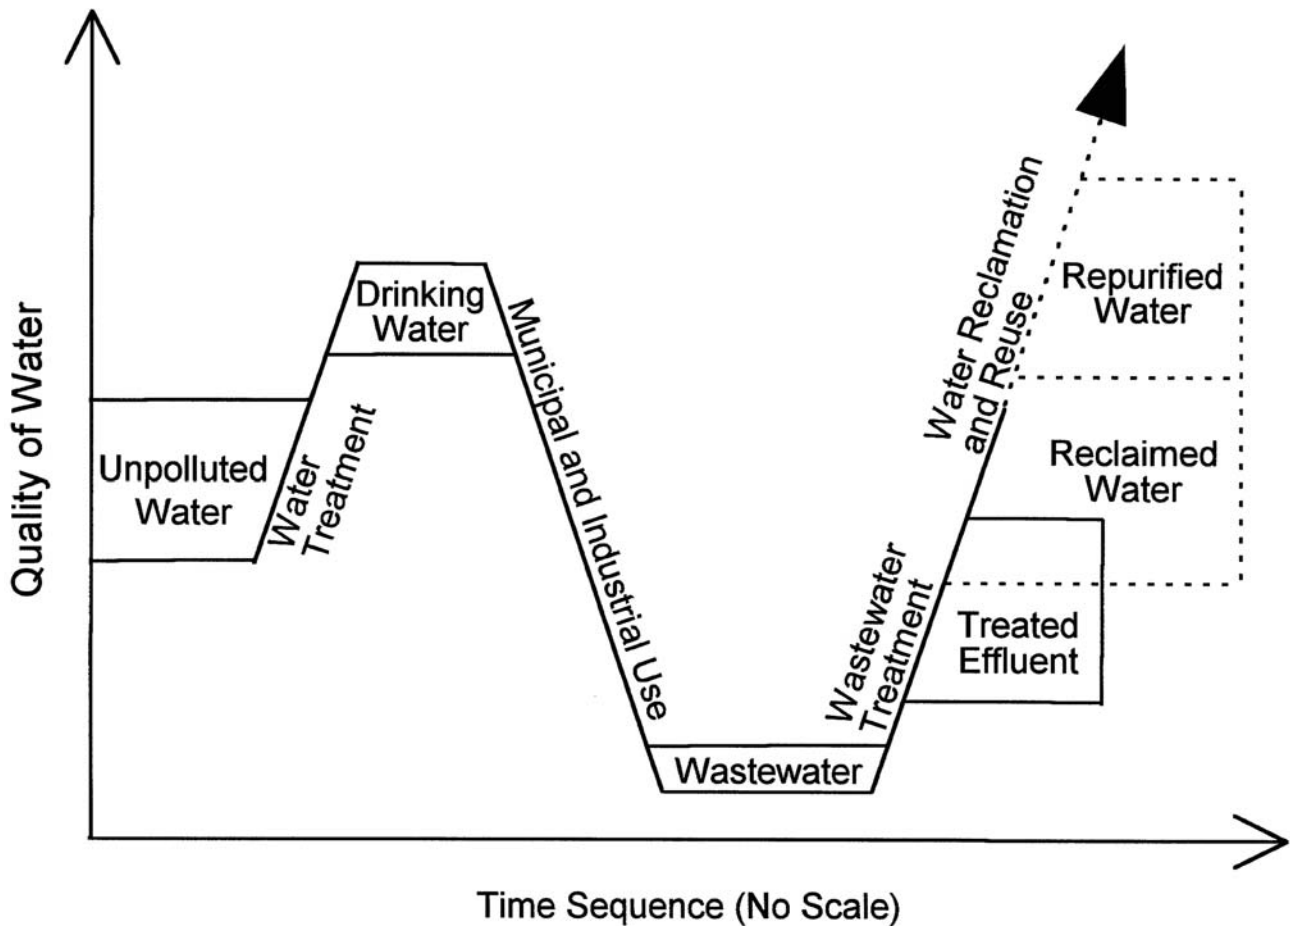 Quality of Water
Unpolluted
Water
Water
Treatment
Drinking
Water
Municipal and Industrial Use
Wastewater
Wastewater
Treatment
Water Reclamation
and Reuse
Repurified
Water
Reclaimed
Water
Treated
Effluent
Time Sequence (No Scale)